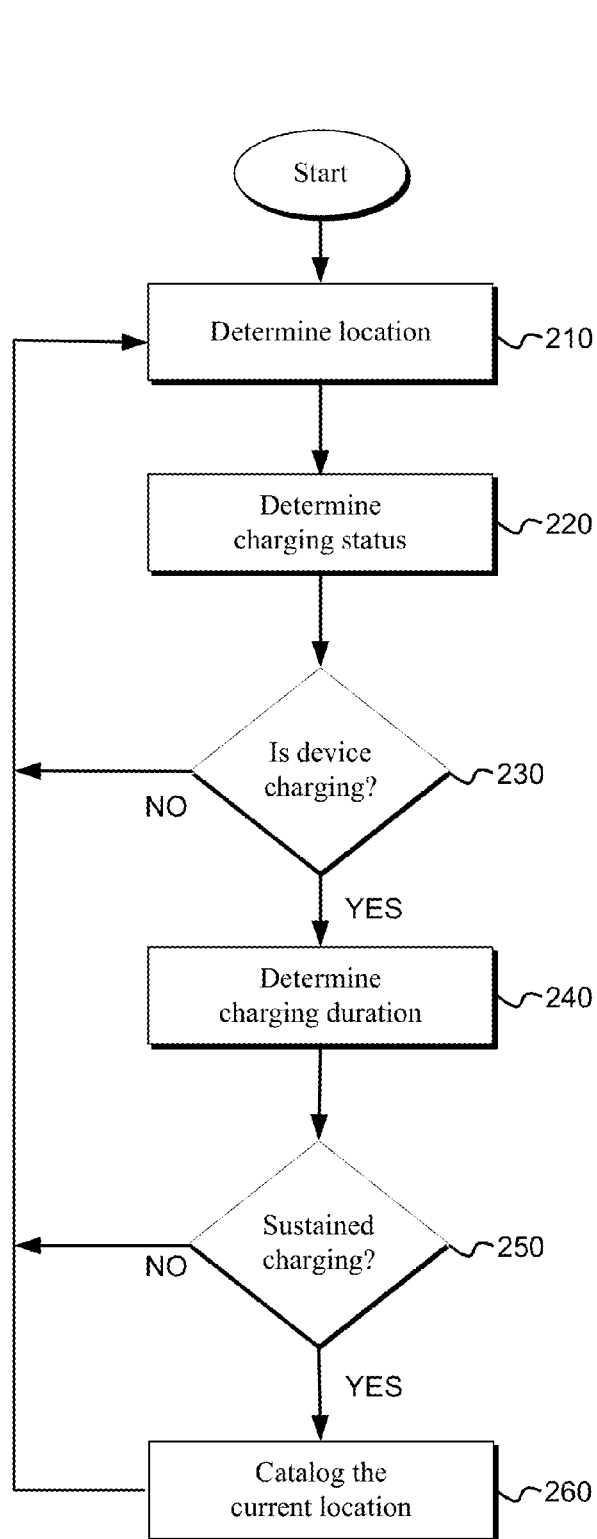 Start
Determine location
210
Determine
charging status
220
Is device
charging?
230
NO
YES
Determine
charging duration
240
Sustained
charging?
250
NO
YES
Catalog the
current location
260